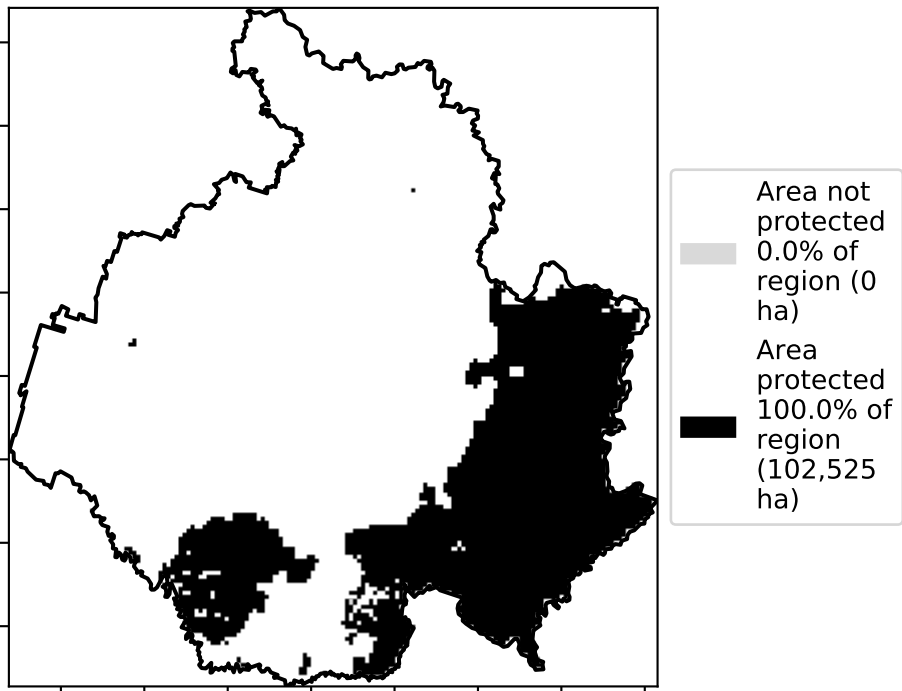 Area not
protected
0.0% of
region (0
ha)
Area
protected
100.0% of
region
(102,525
ha)